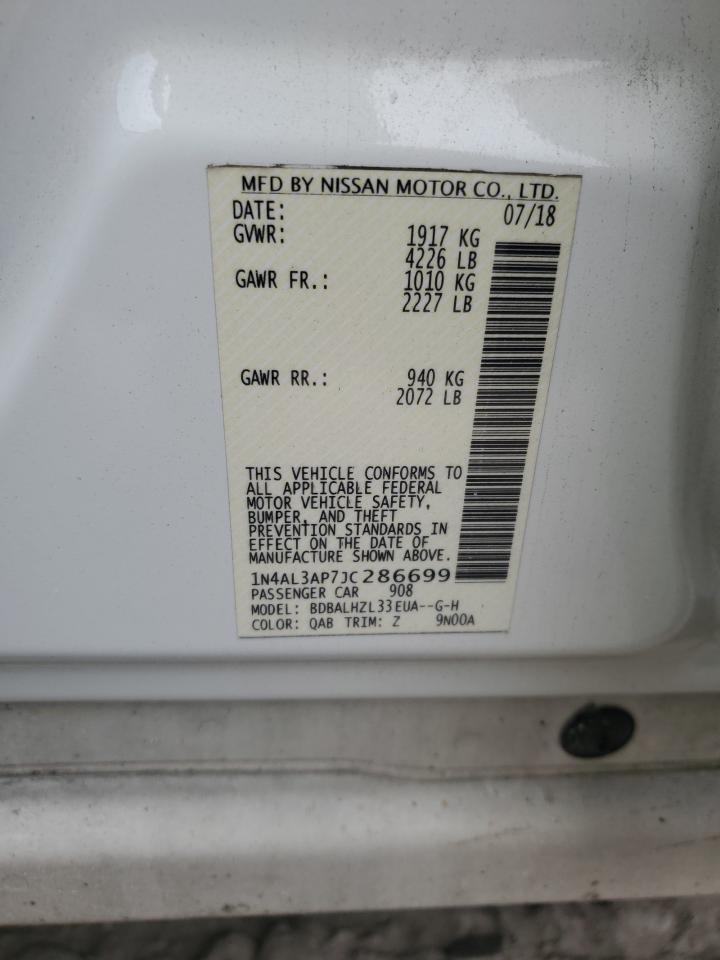 MFD BY NISSAN MOTOR CO., LTD.
DATE: 07/18
GVWR: 1917 KG
4226 LB
GAWR FR.: 1010 KG
2227 LB
GAWR RR.: 940 KG
2072 LB
THIS VEHICLE CONFORMS TO
ALL APPLICABLE FEDERAL
MOTOR VEHICLE SAFETY,
BUMPER, AND THEFT
PREVENTION STANDARDS IN
EFFECT ON THE DATE OF
MANUFACTURE SHOWN ABOVE.
1N4AL3AP7JC286699
PASSENGER CAR 908
MODEL: BDBALHZL33EUA--G-H
COLOR: QAB TRIM: Z 9N00A